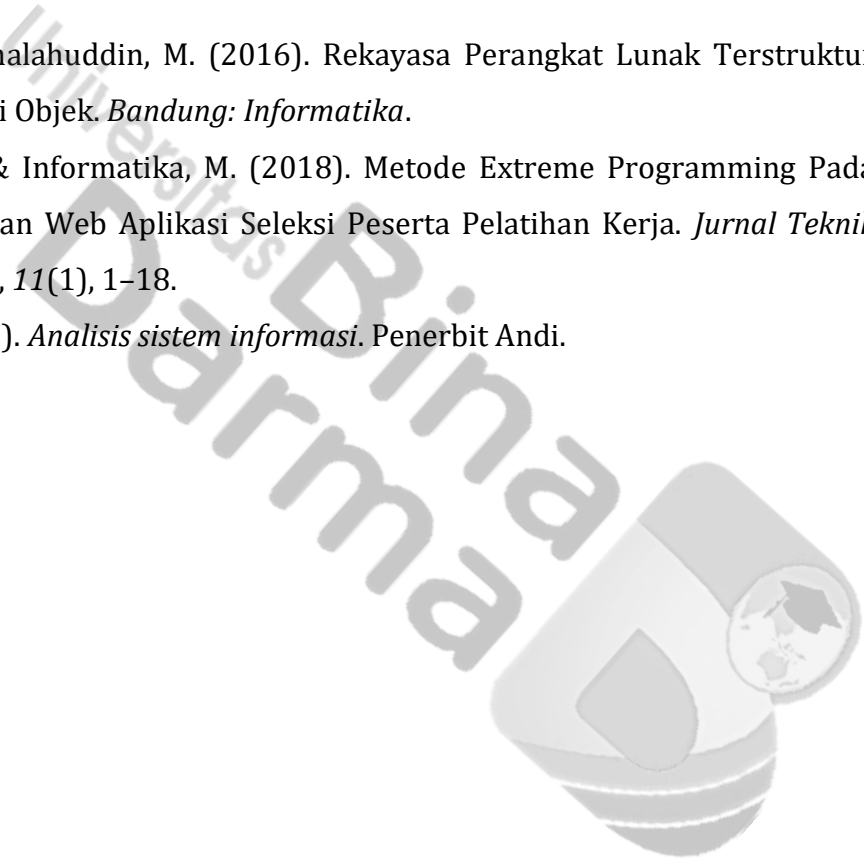 alahuddin, M. (2016). Rekayasa Perangkat Lunak Terstruktur
i Objek. Bandung: Informatika.
& Informatika, M. (2018). Metode Extreme Programming Pada
an Web Aplikasi Seleksi Peserta Pelatihan Kerja. Jurnal Teknik
, 11(1), 1–18.
). Analisis sistem informasi. Penerbit Andi.
Universitas
Bina
Darma